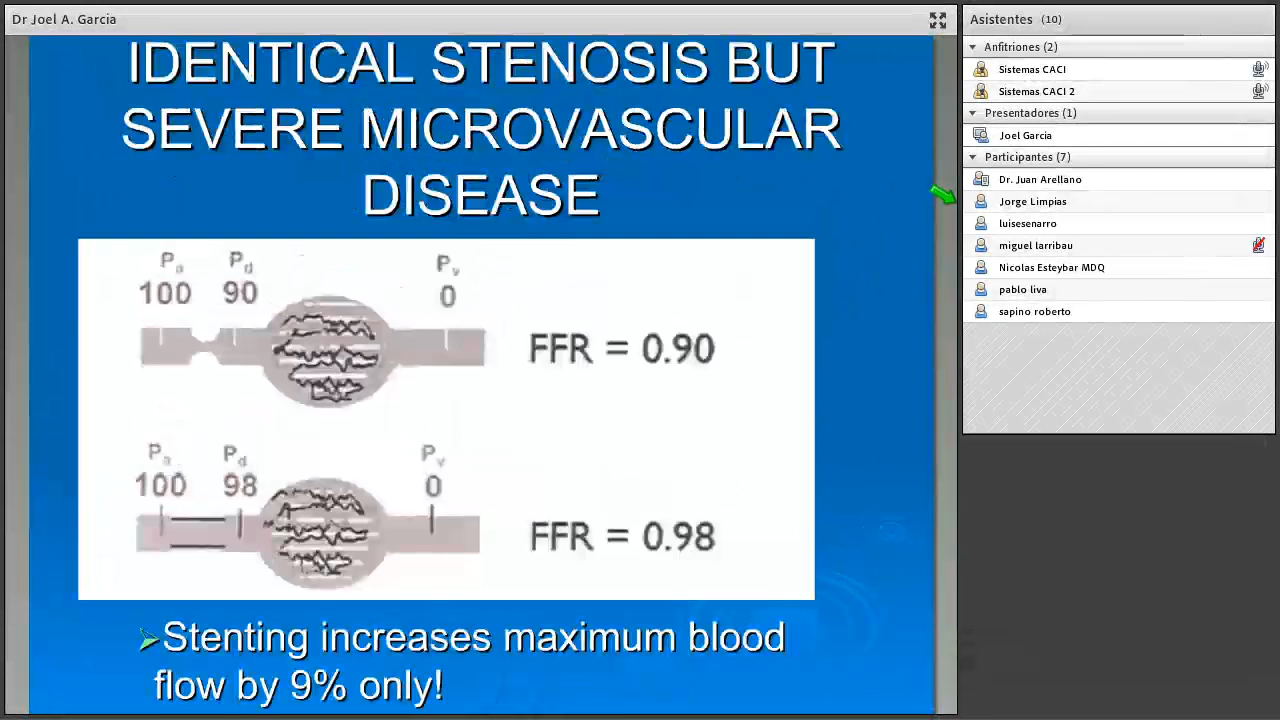 Dr Joel A. Garcia
IDENTICAL STENOSIS BUT
SEVERE MICROVASCULAR
DISEASE
Pa Pd Pv
100 90 0
FFR = 0.90
Pa Pd Pv
100 98 0
FFR = 0.98
Stenting increases maximum blood
flow by 9% only!
Asistentes (10)
Anfitriones (2)
Sistemas CACI
Sistemas CACI 2
Presentadores (1)
Joel Garcia
Participantes (7)
Dr. Juan Arellano
Jorge Limpias
luisesenarro
miguel larribau
Nicolas Esteybar MDQ
pablo liva
sapino roberto